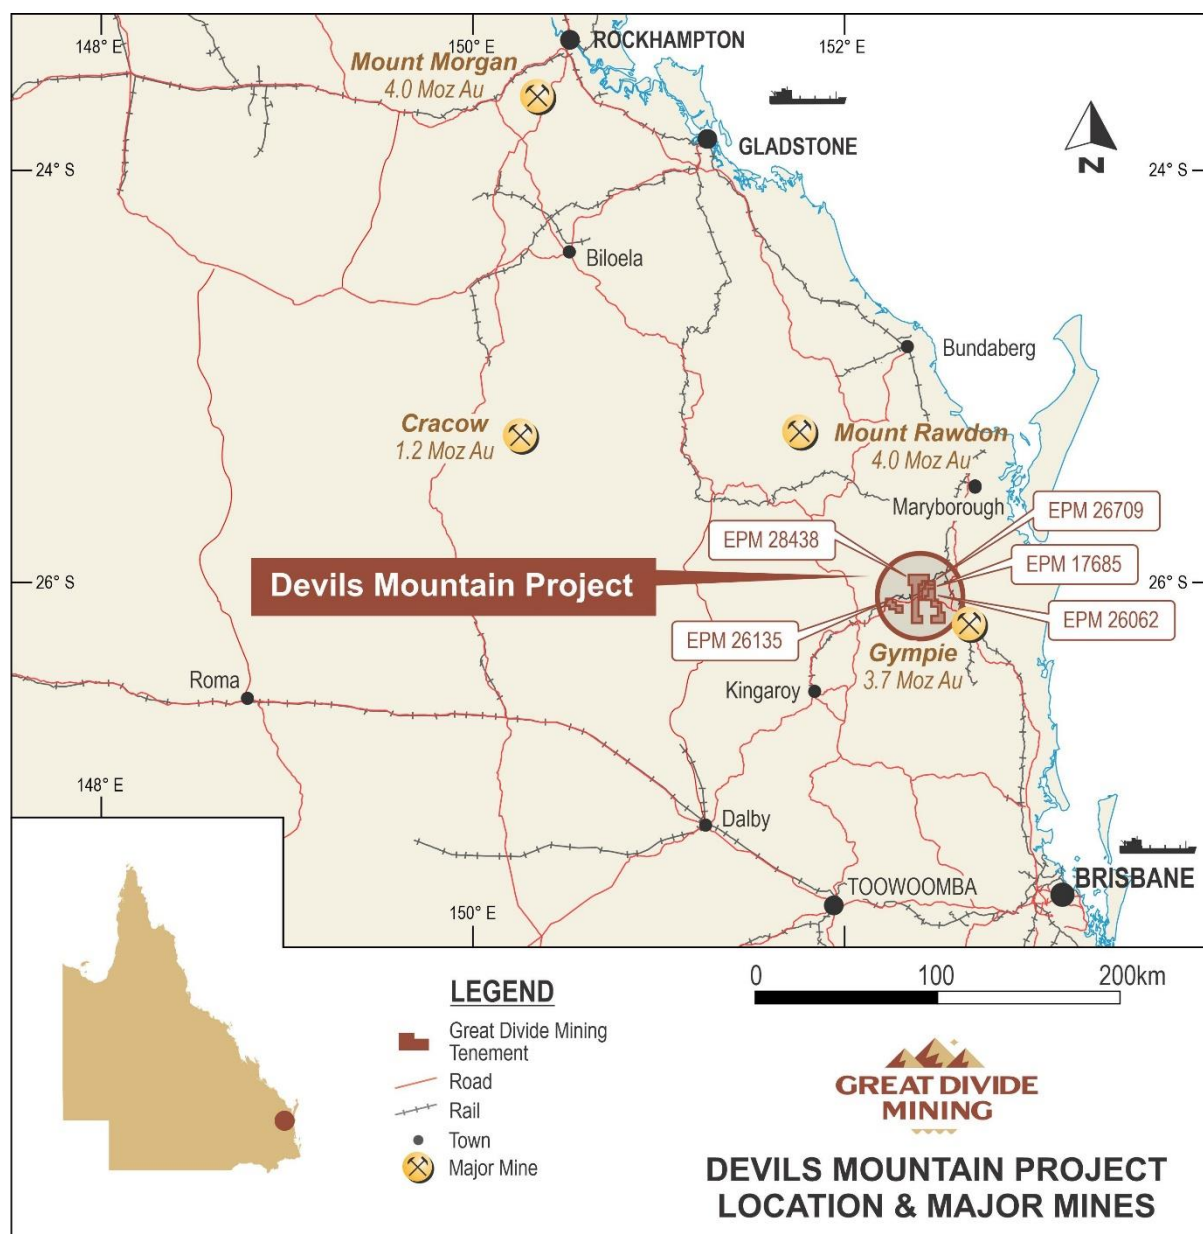 148° E
150° E
152° E
ROCKHAMPTON
Mount Morgan
4.0 Moz Au
GLADSTONE
N
24° S
24° S
Biloela
Bundaberg
Cracow
1.2 Moz Au
Mount Rawdon
4.0 Moz Au
Maryborough
EPM 26709
EPM 28438
EPM 17685
Devils Mountain Project
26° S
26° S
EPM 26062
EPM 26135
Gympie
3.7 Moz Au
Roma
Kingaroy
148° E
Dalby
BRISBANE
TOOWOOMBA
150° E
152° E
0 100 200km
LEGEND
Great Divide Mining
Tenement
Road
Rail
Town
Major Mine
GREAT DIVIDE
MINING
DEVILS MOUNTAIN PROJECT
LOCATION & MAJOR MINES